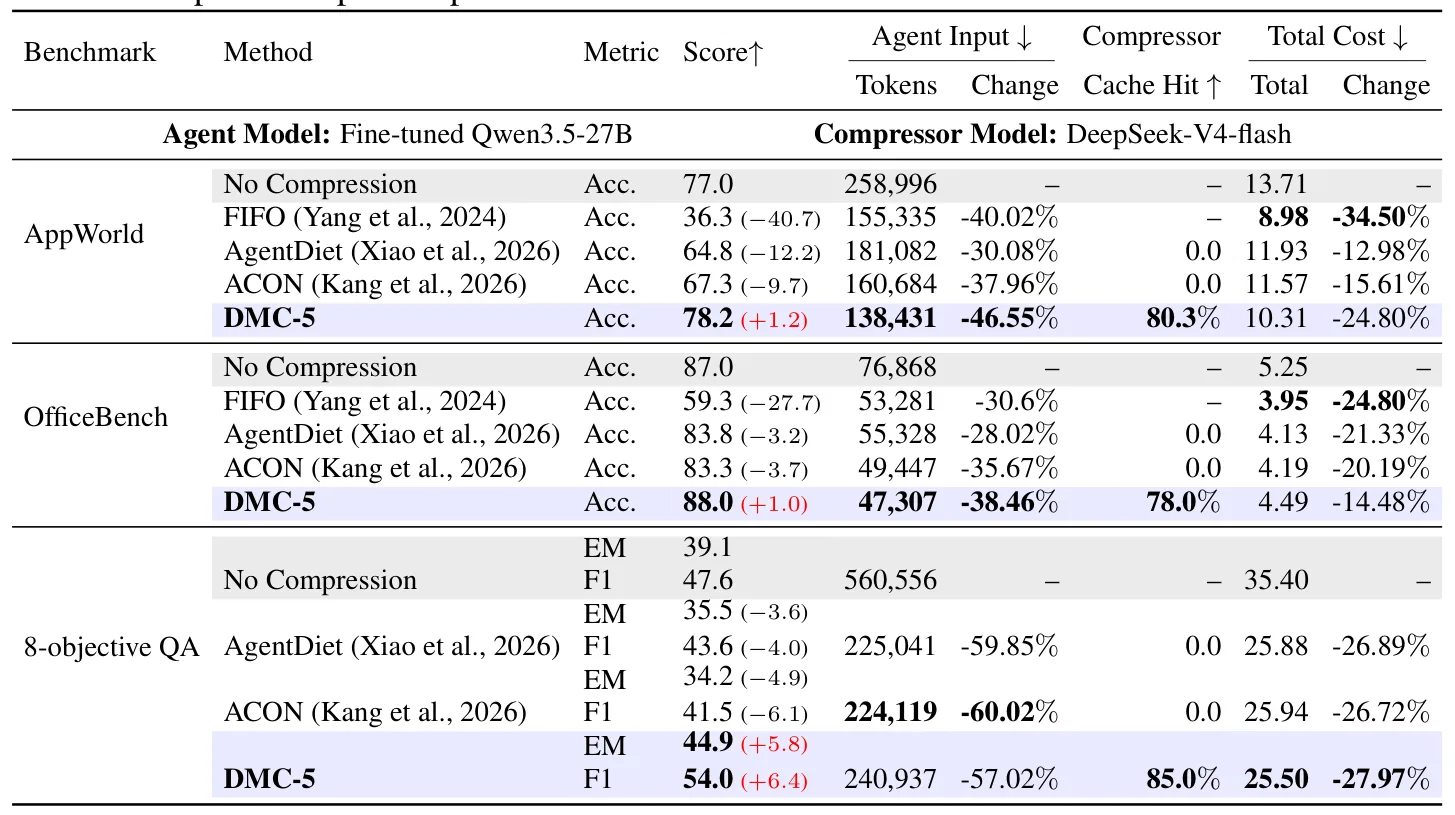 Benchmark Method Metric Score↑ Agent Input ↓ Compressor Total Cost ↓
Tokens Change Cache Hit ↑ Total Change
Agent Model: Fine-tuned Qwen3.5-27B Compressor Model: DeepSeek-V4-flash
AppWorld
No Compression Acc. 77.0 258,996 – – 13.71 –
FIFO (Yang et al., 2024) Acc. 36.3 (−40.7) 155,335 -40.02% – 8.98 -34.50%
AgentDiet (Xiao et al., 2026) Acc. 64.8 (−12.2) 181,082 -30.08% 0.0 11.93 -12.98%
ACON (Kang et al., 2026) Acc. 67.3 (−9.7) 160,684 -37.96% 0.0 11.57 -15.61%
DMC-5 Acc. 78.2 (+1.2) 138,431 -46.55% 80.3% 10.31 -24.80%
OfficeBench
No Compression Acc. 87.0 76,868 – – 5.25 –
FIFO (Yang et al., 2024) Acc. 59.3 (−27.7) 53,281 -30.6% – 3.95 -24.80%
AgentDiet (Xiao et al., 2026) Acc. 83.8 (−3.2) 55,328 -28.02% 0.0 4.13 -21.33%
ACON (Kang et al., 2026) Acc. 83.3 (−3.7) 49,447 -35.67% 0.0 4.19 -20.19%
DMC-5 Acc. 88.0 (+1.0) 47,307 -38.46% 78.0% 4.49 -14.48%
8-objective QA
EM 39.1
No Compression F1 47.6 560,556 – – 35.40 –
EM 35.5 (−3.6)
AgentDiet (Xiao et al., 2026) F1 43.6 (−4.0) 225,041 -59.85% 0.0 25.88 -26.89%
EM 34.2 (−4.9)
ACON (Kang et al., 2026) F1 41.5 (−6.1) 224,119 -60.02% 0.0 25.94 -26.72%
EM 44.9 (+5.8)
DMC-5 F1 54.0 (+6.4) 240,937 -57.02% 85.0% 25.50 -27.97%